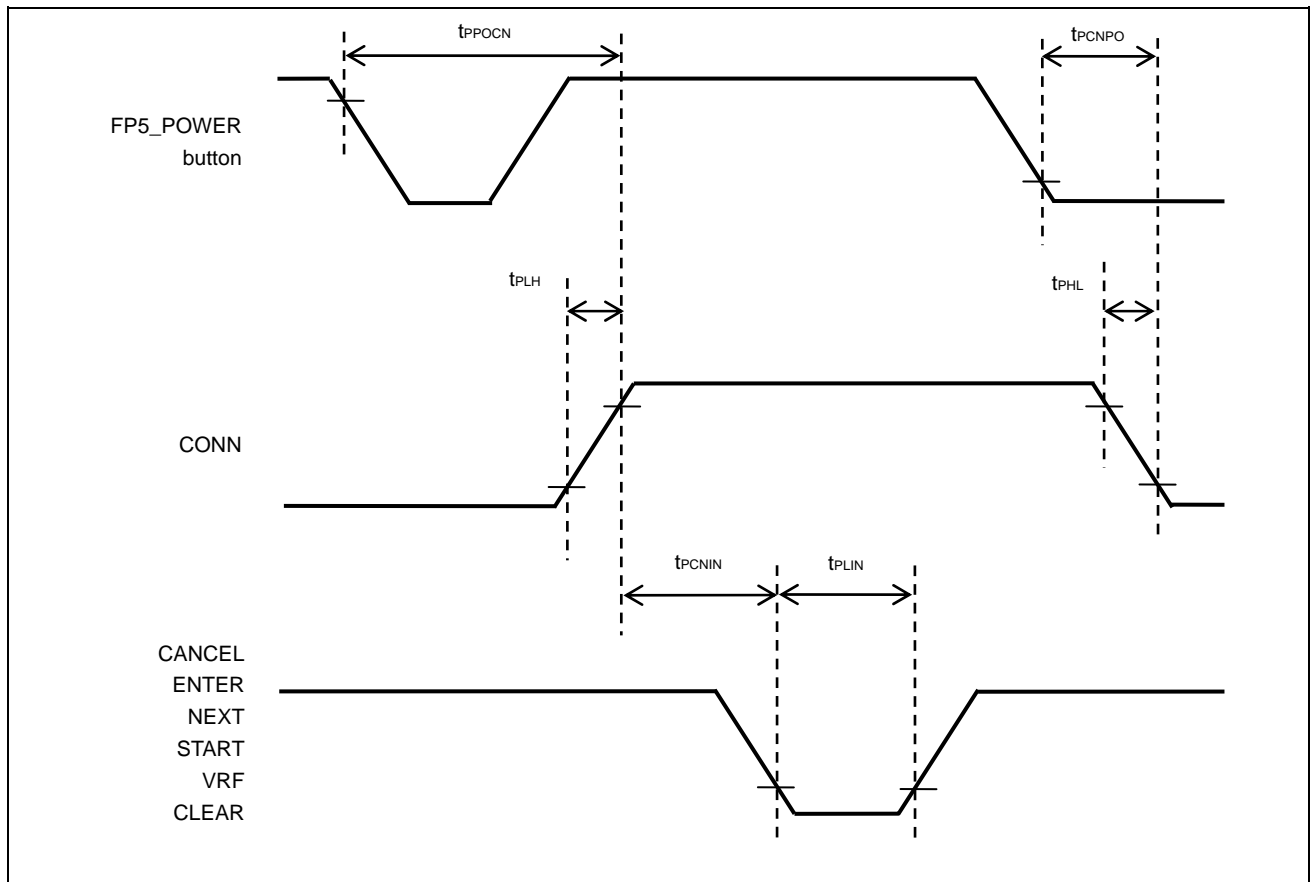 tPPOCN
tPCNPO
FP5_POWER
button
tPLH
tPHL
CONN
tPCNIN
tPLIN
CANCEL
ENTER
NEXT
START
VRF
CLEAR